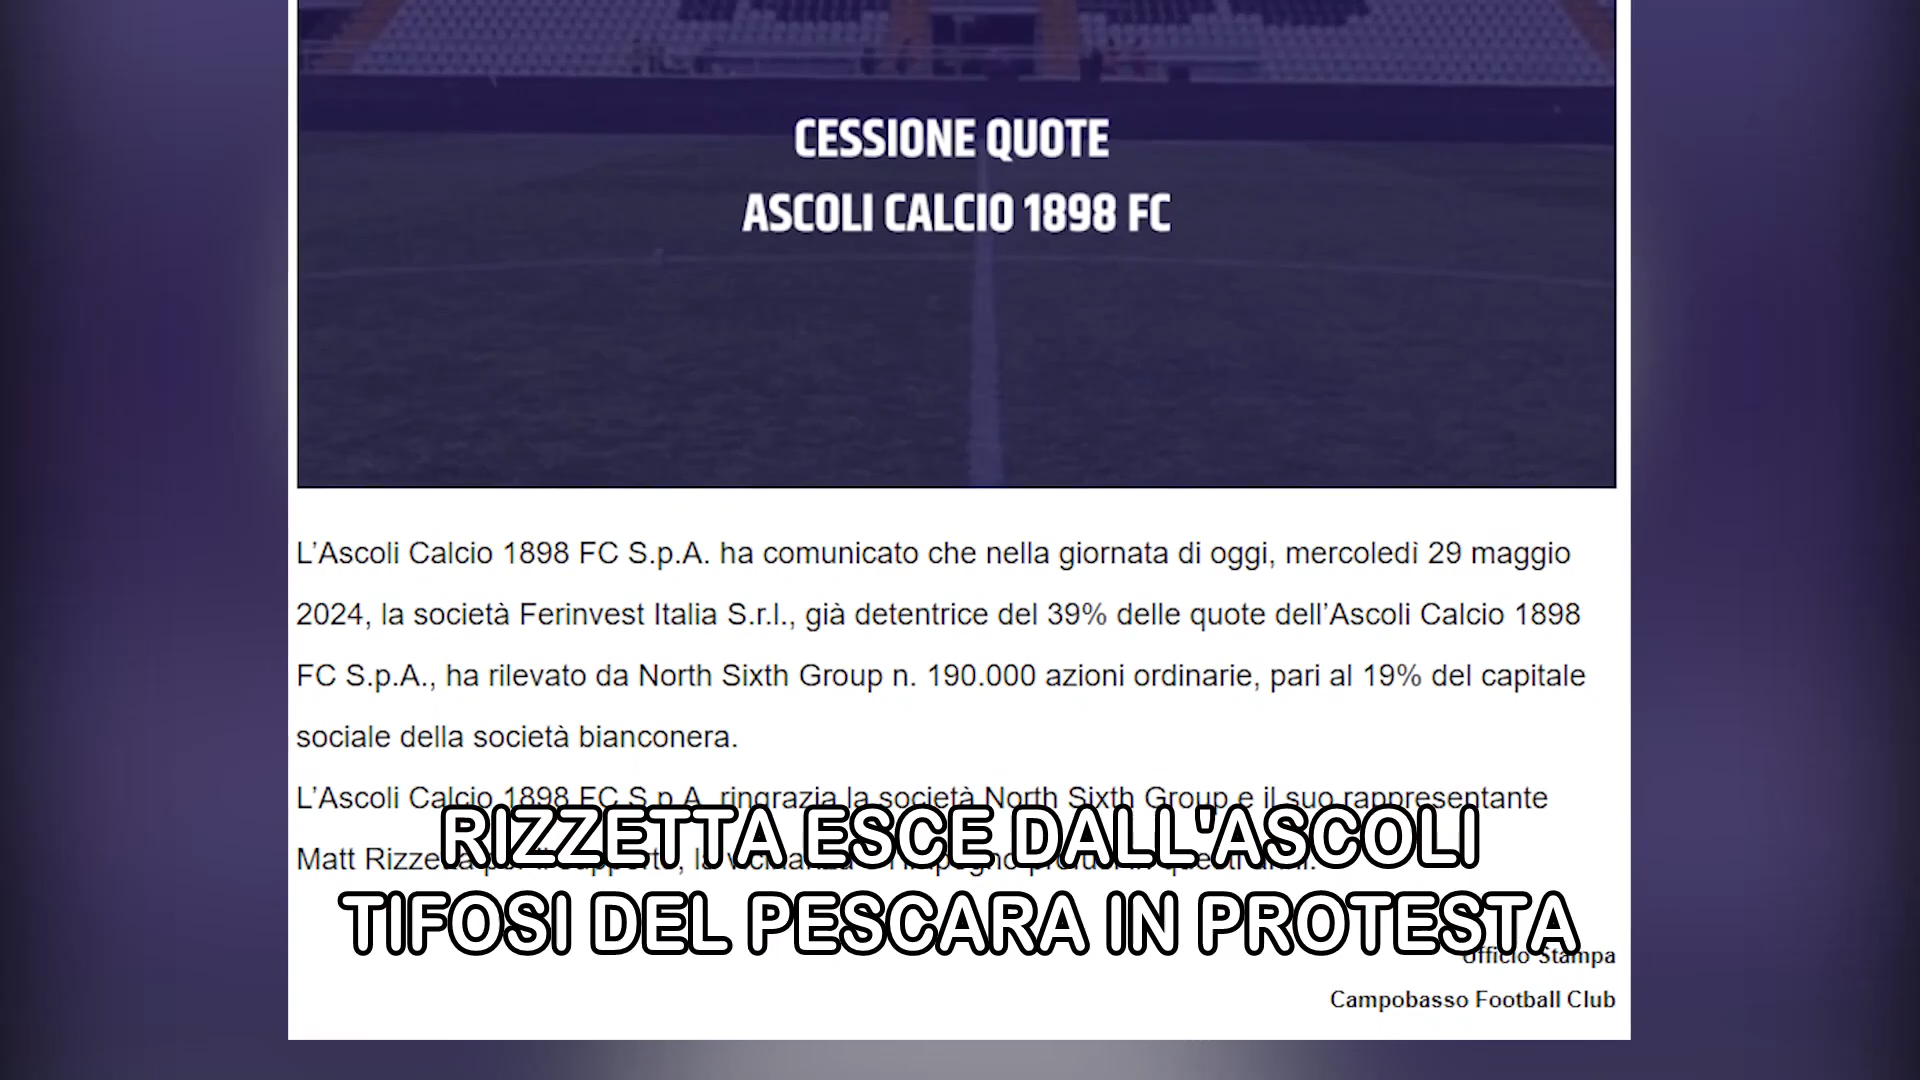 CESSIONE QUOTE
ASCOLI CALCIO 1898 FC
L’Ascoli Calcio 1898 FC S.p.A. ha comunicato che nella giornata di oggi, mercoledì 29 maggio
2024, la società Ferinvest Italia S.r.l., già detentrice del 39% delle quote dell’Ascoli Calcio 1898
FC S.p.A., ha rilevato da North Sixth Group n. 190.000 azioni ordinarie, pari al 19% del capitale
sociale della società bianconera.
L’Ascoli Calcio 1898 FC S.p.A. ringrazia la società North Sixth Group e il suo rappresentante
Matt Rizzetta
RIZZETTA ESCE DALL'ASCOLI
TIFOSI DEL PESCARA IN PROTESTA
Ufficio Stampa
Campobasso Football Club